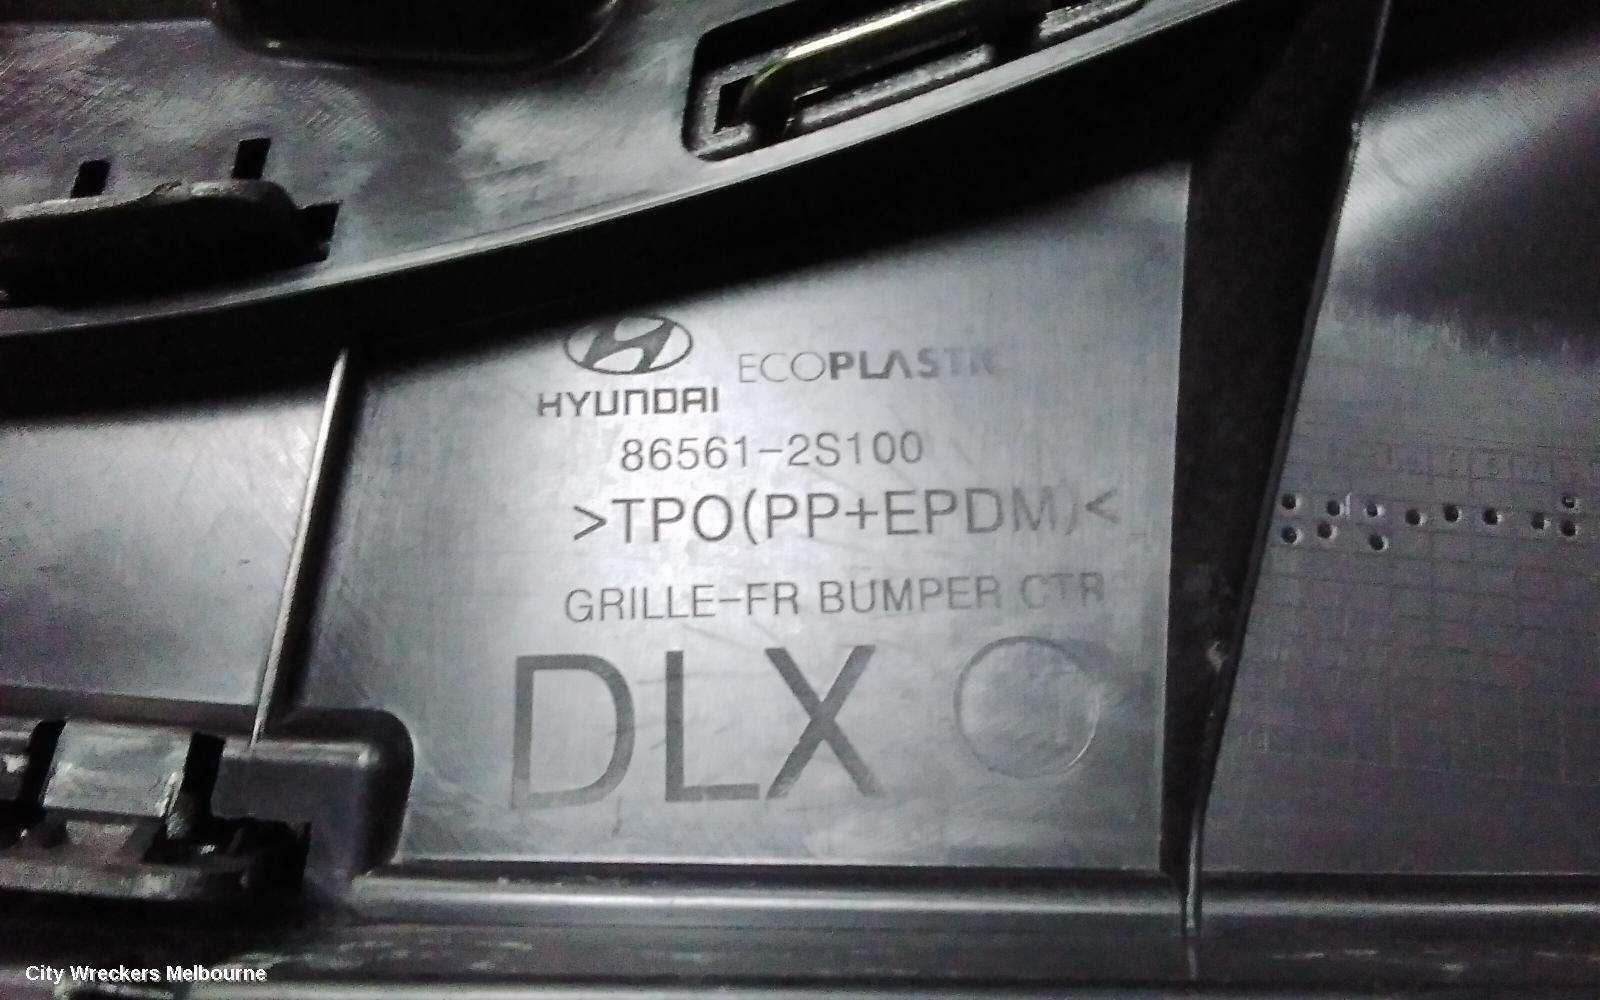 ECOPLASTIC
HYUNDAI
86561-2S100
>TPO(PP+EPDM)<
GRILLE-FR BUMPER CTR
DLX
City Wreckers Melbourne